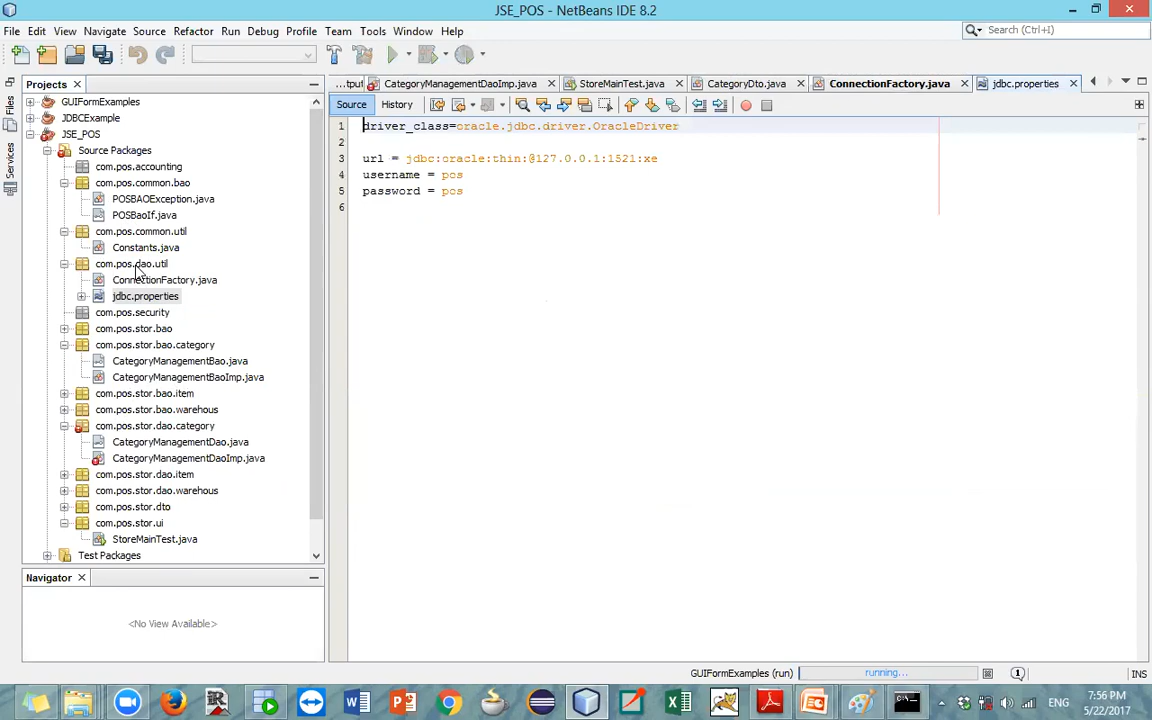 JSE_POS - NetBeans IDE 8.2
File Edit View Navigate Source Refactor Run Debug Profile Team Tools Window Help
Search (Ctrl+I)
Projects
...tput
CategoryManagementDaoImp.java
StoreMainTest.java
CategoryDto.java
ConnectionFactory.java
jdbc.properties
Files
Services
Source History
GUIFormExamples
JDBCExample
JSE_POS
Source Packages
com.pos.accounting
com.pos.common.bao
POSBAOException.java
POSBaoIf.java
com.pos.common.util
Constants.java
com.pos.dao.util
ConnectionFactory.java
jdbc.properties
com.pos.security
com.pos.stor.bao
com.pos.stor.bao.category
CategoryManagementBao.java
CategoryManagementBaoImp.java
com.pos.stor.bao.item
com.pos.stor.bao.warehous
com.pos.stor.dao.category
CategoryManagementDao.java
CategoryManagementDaoImp.java
com.pos.stor.dao.item
com.pos.stor.dao.warehous
com.pos.stor.dto
com.pos.stor.ui
StoreMainTest.java
Test Packages
1 driver_class=oracle.jdbc.driver.OracleDriver
2
3 url = jdbc:oracle:thin:@127.0.0.1:1521:xe
4 username = pos
5 password = pos
6
Navigator
<No View Available>
GUIFormExamples (run)
running...
1
INS
ENG
7:56 PM
5/22/2017